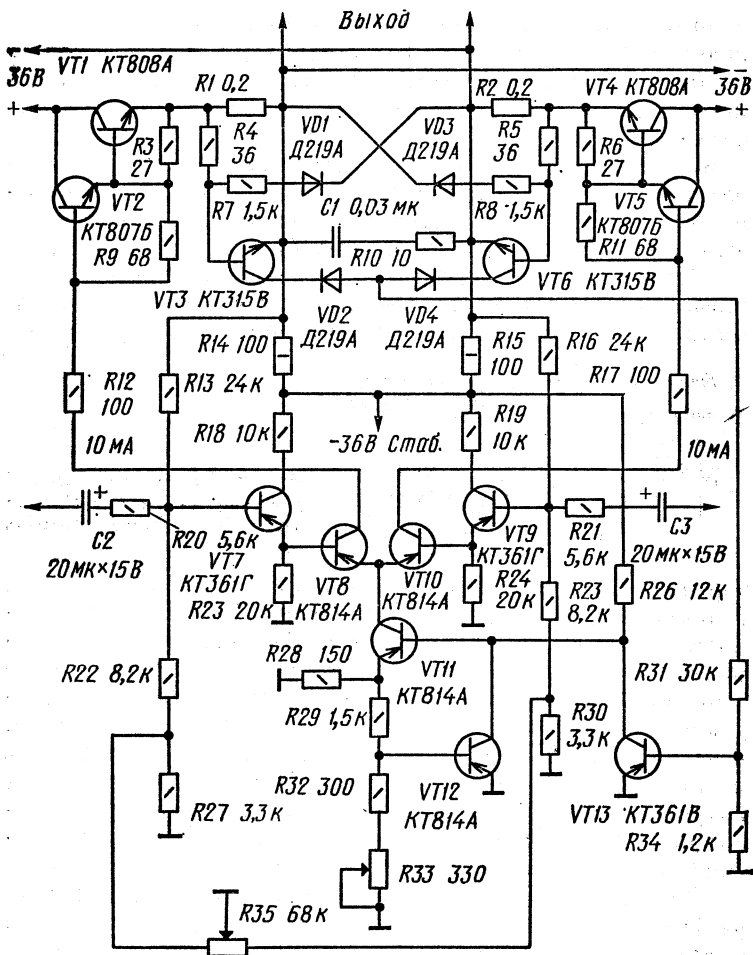 Выход
36В
VT1 КТ808А
R1 0,2
R2 0,2
VT4 КТ808А
36В
+
R3
27
R4
36
VD1
Д219А
VD3
Д219А
R5
36
R6
27
+
VT2
КТ807Б
R9 68
R7 1,5к
C1 0,03 мк
R8 1,5к
VT5
КТ807Б
R11 68
R10 10
VT3 КТ315В
VD2
Д219А
VD4
Д219А
VT6 КТ315В
R14 100
R15
100
R16 24к
R12
100
R13 24к
R17 100
R18 10к
R19
10к
10 мА
-36В Стаб.
10 мА
+
C2
20МК×15В
R20 5,6к
VT7
КТ361Г
R23 20к
VT8
КТ814А
VT10
КТ814А
VT9
КТ361Г
R24
20к
R21
5,6к
+
C3
20МК×15В
R23
8,2к
R26 12к
R28 150
R22 8,2к
VT11
КТ814А
R31 30к
R29 1,5к
R30
3,3к
R27 3,3к
R32 300
VT12
КТ814А
VT13 КТ361В
R34 1,2к
R33 330
R35 68к